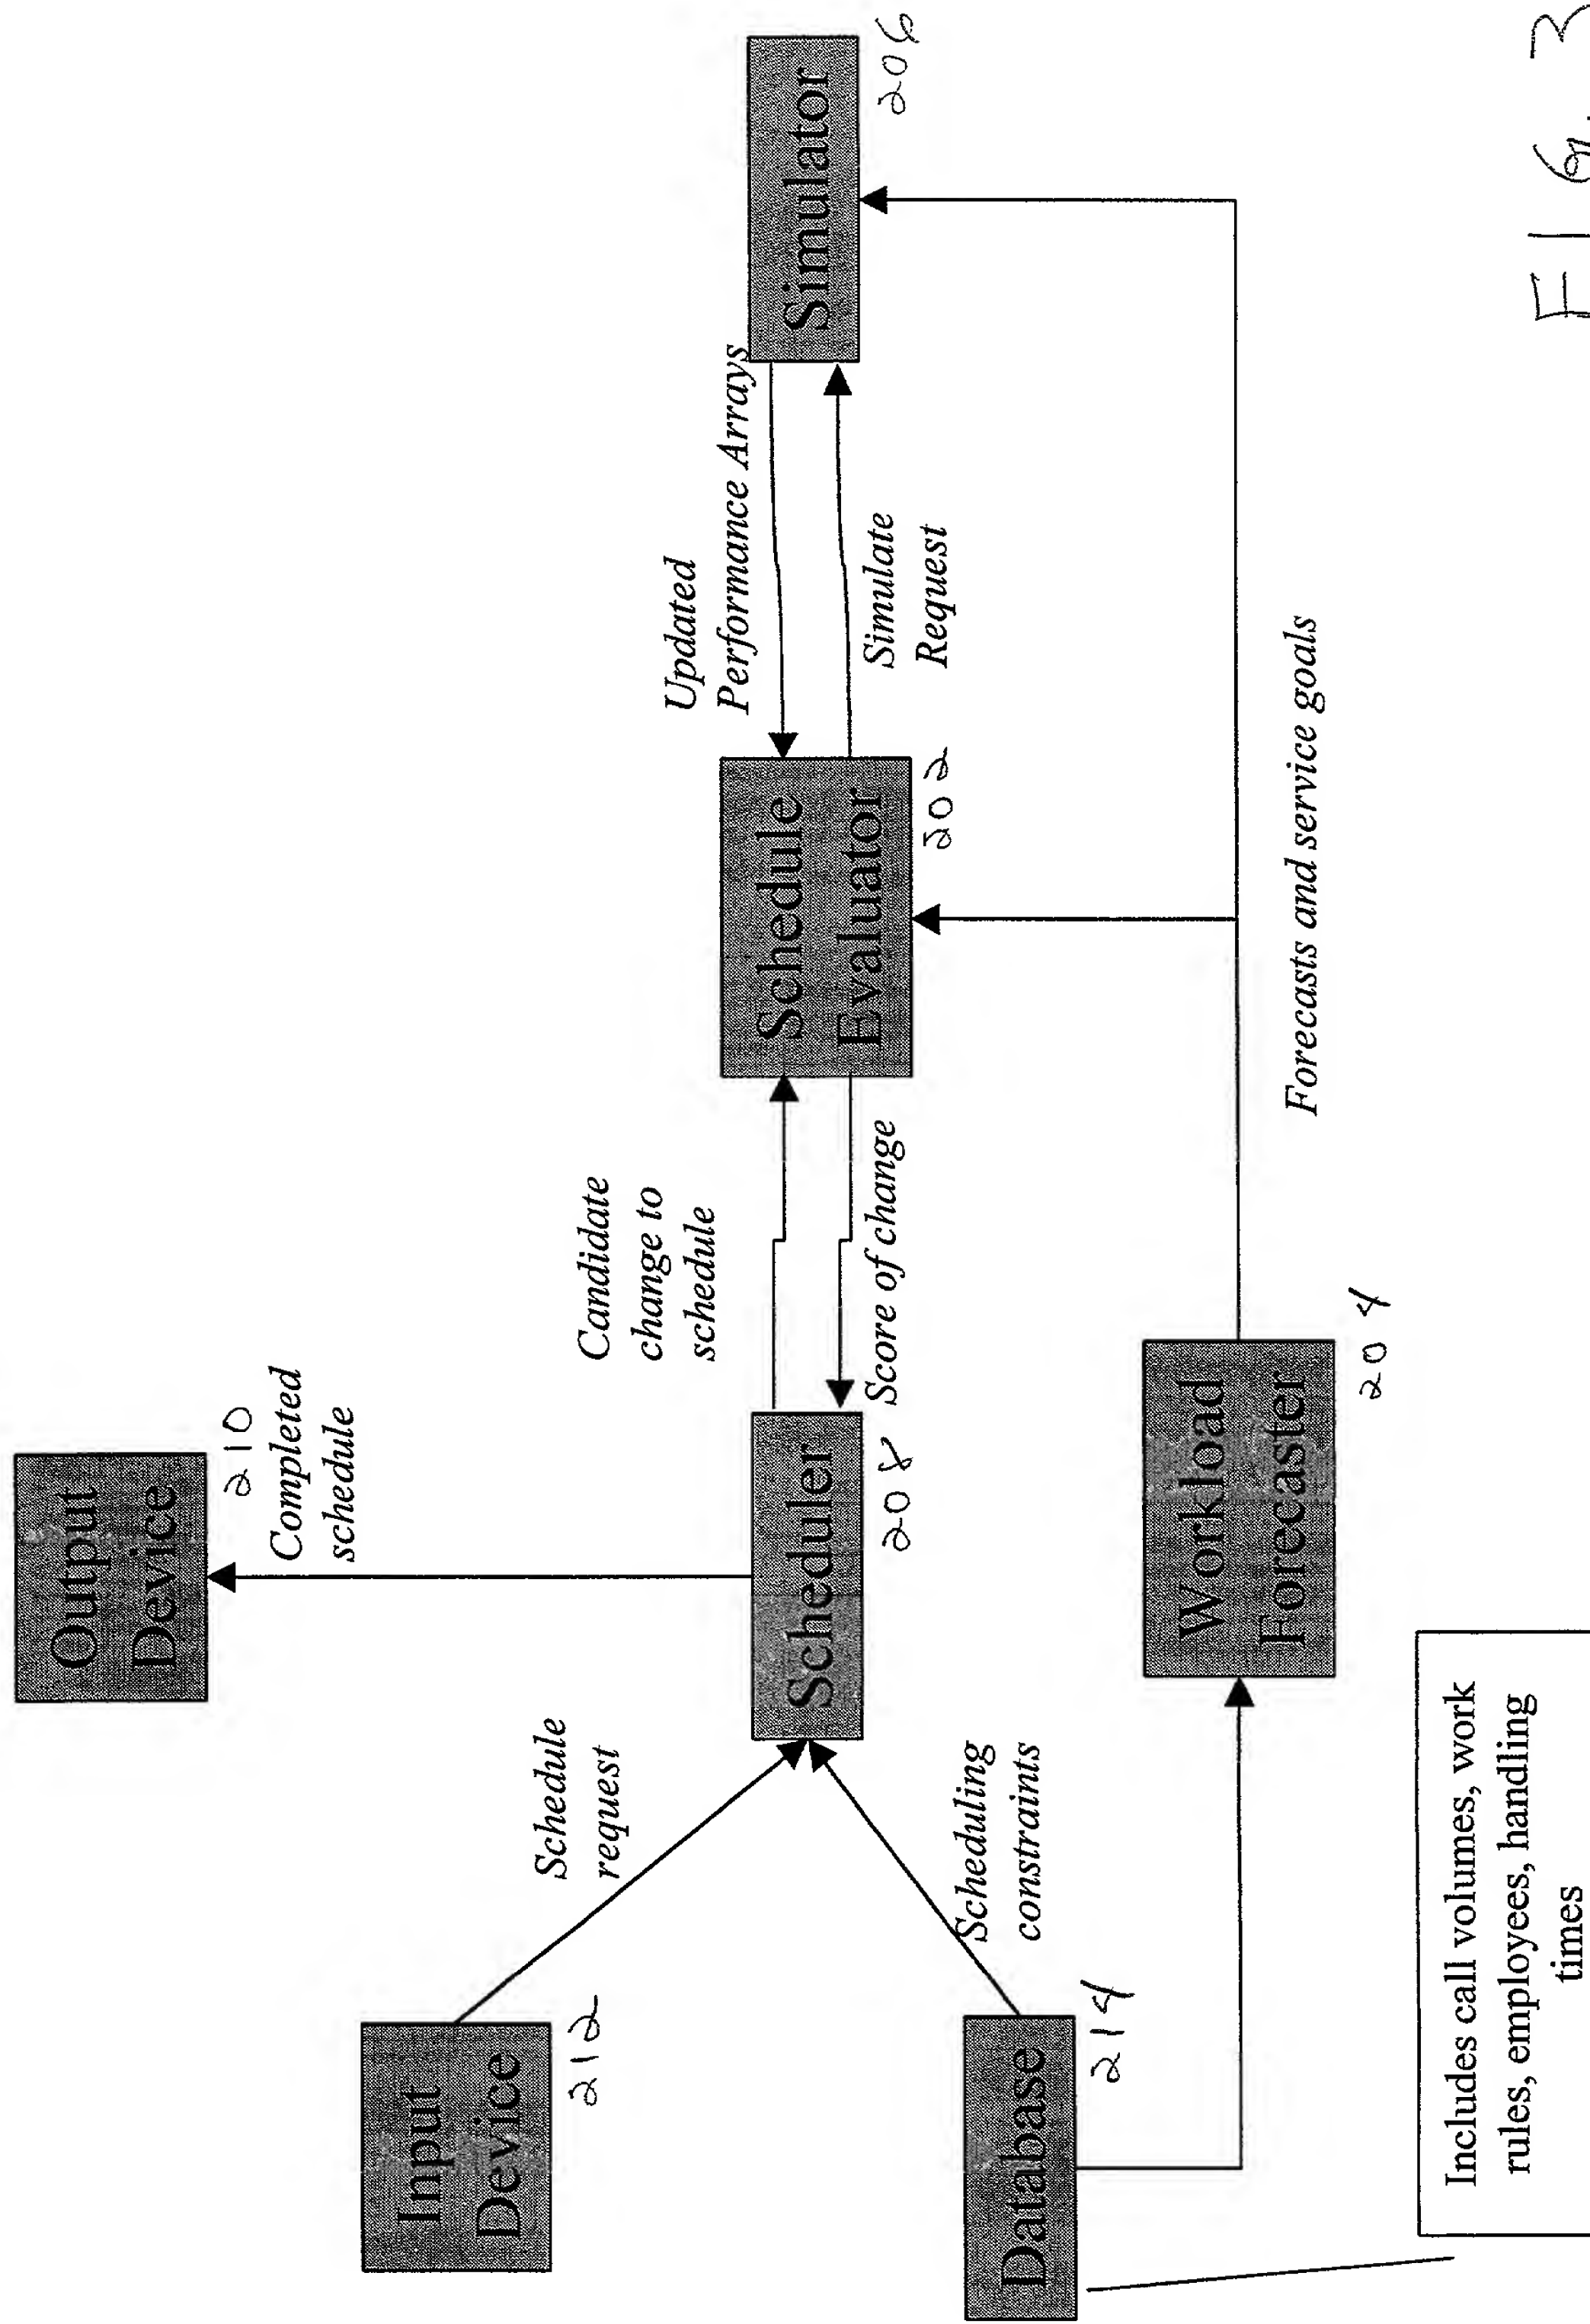 Output
Device
210
Completed
schedule
Input
Device
212
Schedule
request
Candidate
change to
schedule
Updated
Performance Arrays
Scheduler
208
Score of change
Schedule
Evaluator
202
Simulate
Request
Simulator
206
Scheduling
constraints
Database
214
Workload
Forecaster
204
Forecasts and service goals
Includes call volumes, work
rules, employees, handling
times
FIG. 3